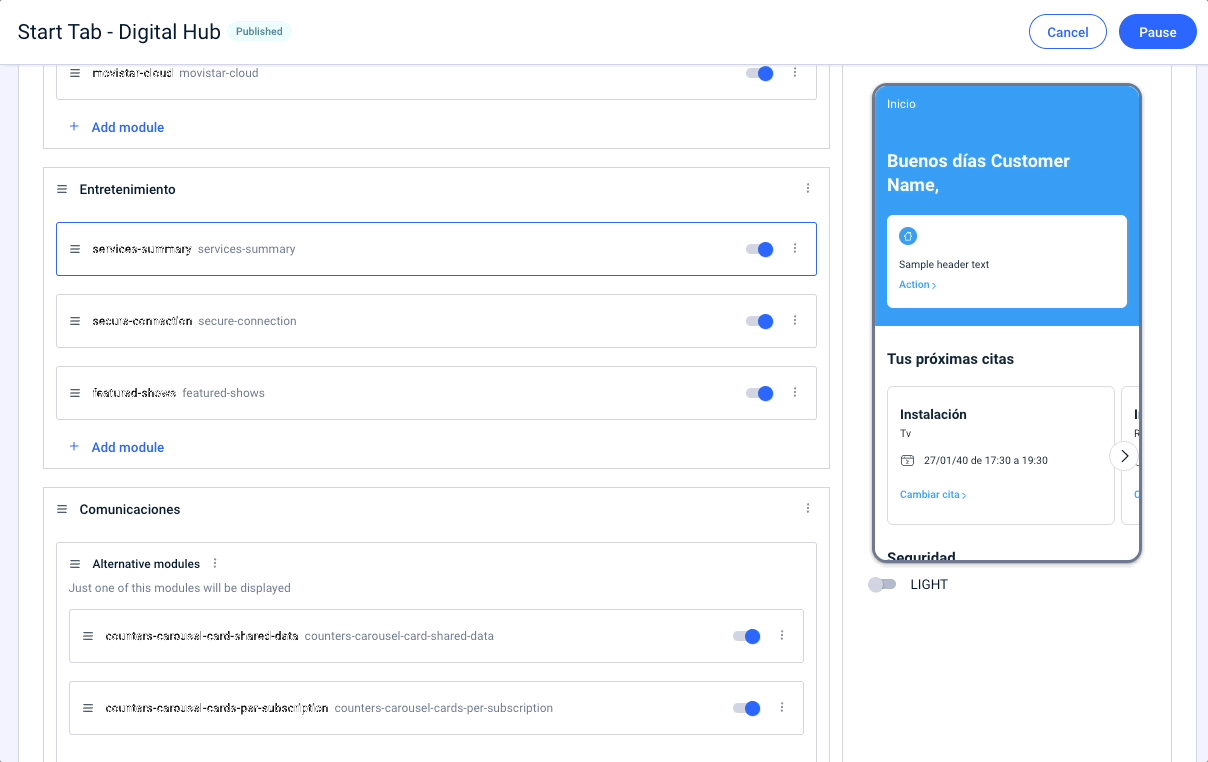 Start Tab - Digital Hub Published
Cancel
Pause
movistar-cloud movistar-cloud
+ Add module
Entretenimiento
services-summary services-summary
secure-connection secure-connection
featured-shows featured-shows
+ Add module
Comunicaciones
Alternative modules
Just one of this modules will be displayed
counters-carousel-card-shared-data counters-carousel-card-shared-data
counters-carousel-cards-per-subscription counters-carousel-cards-per-subscription
Inicio
Buenos días Customer
Name,
Sample header text
Action
Tus próximas citas
Instalación
Tv
27/01/40 de 17:30 a 19:30
Cambiar cita
Seguridad
LIGHT